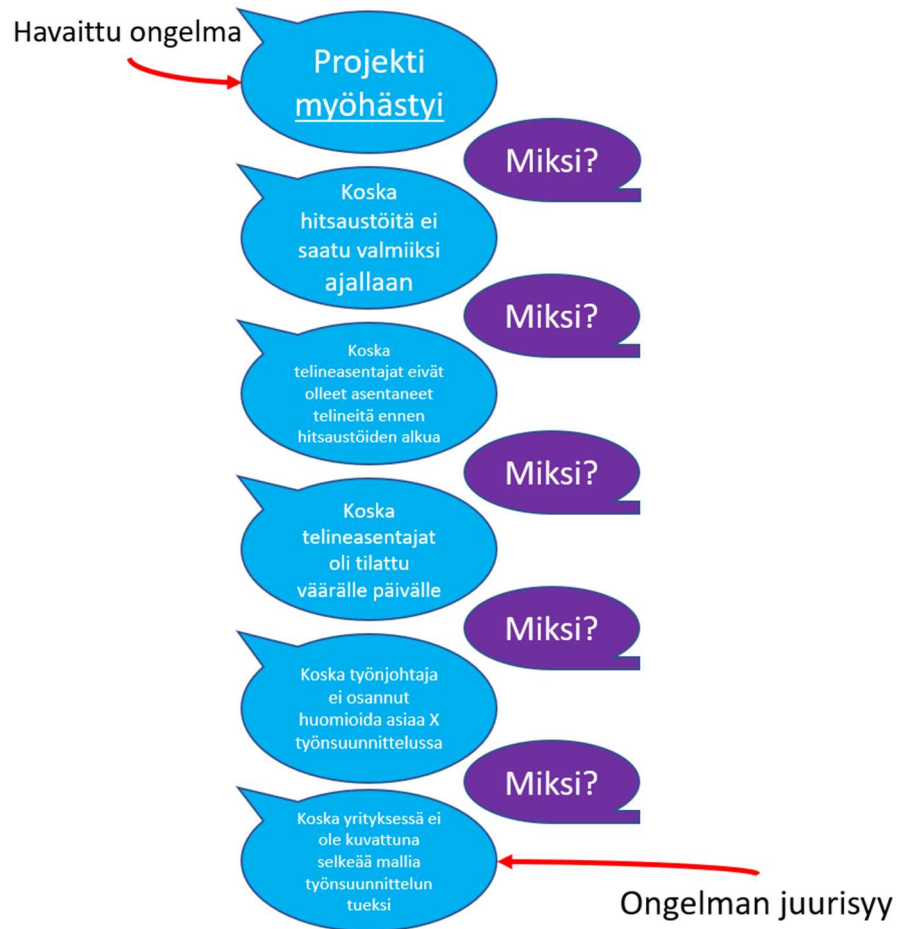 Havaittu ongelma
Projekti
myöhästyi
Miksi?
Koska
hitsaustöitä ei
saatu valmiiksi
ajallaan
Miksi?
Koska
telineasentajat eivät
olleet asentaneet
telineitä ennen
hitsaustöiden alkua
Miksi?
Koska
telineasentajat
oli tilattu
väärälle päivälle
Miksi?
Koska työnjohtaja
ei osannut
huomioida asiaa X
työnsuunnittelussa
Miksi?
Koska yrityksessä ei
ole kuvattuna
selkeää mallia
työnsuunnittelun
tueksi
Ongelman juurisyy